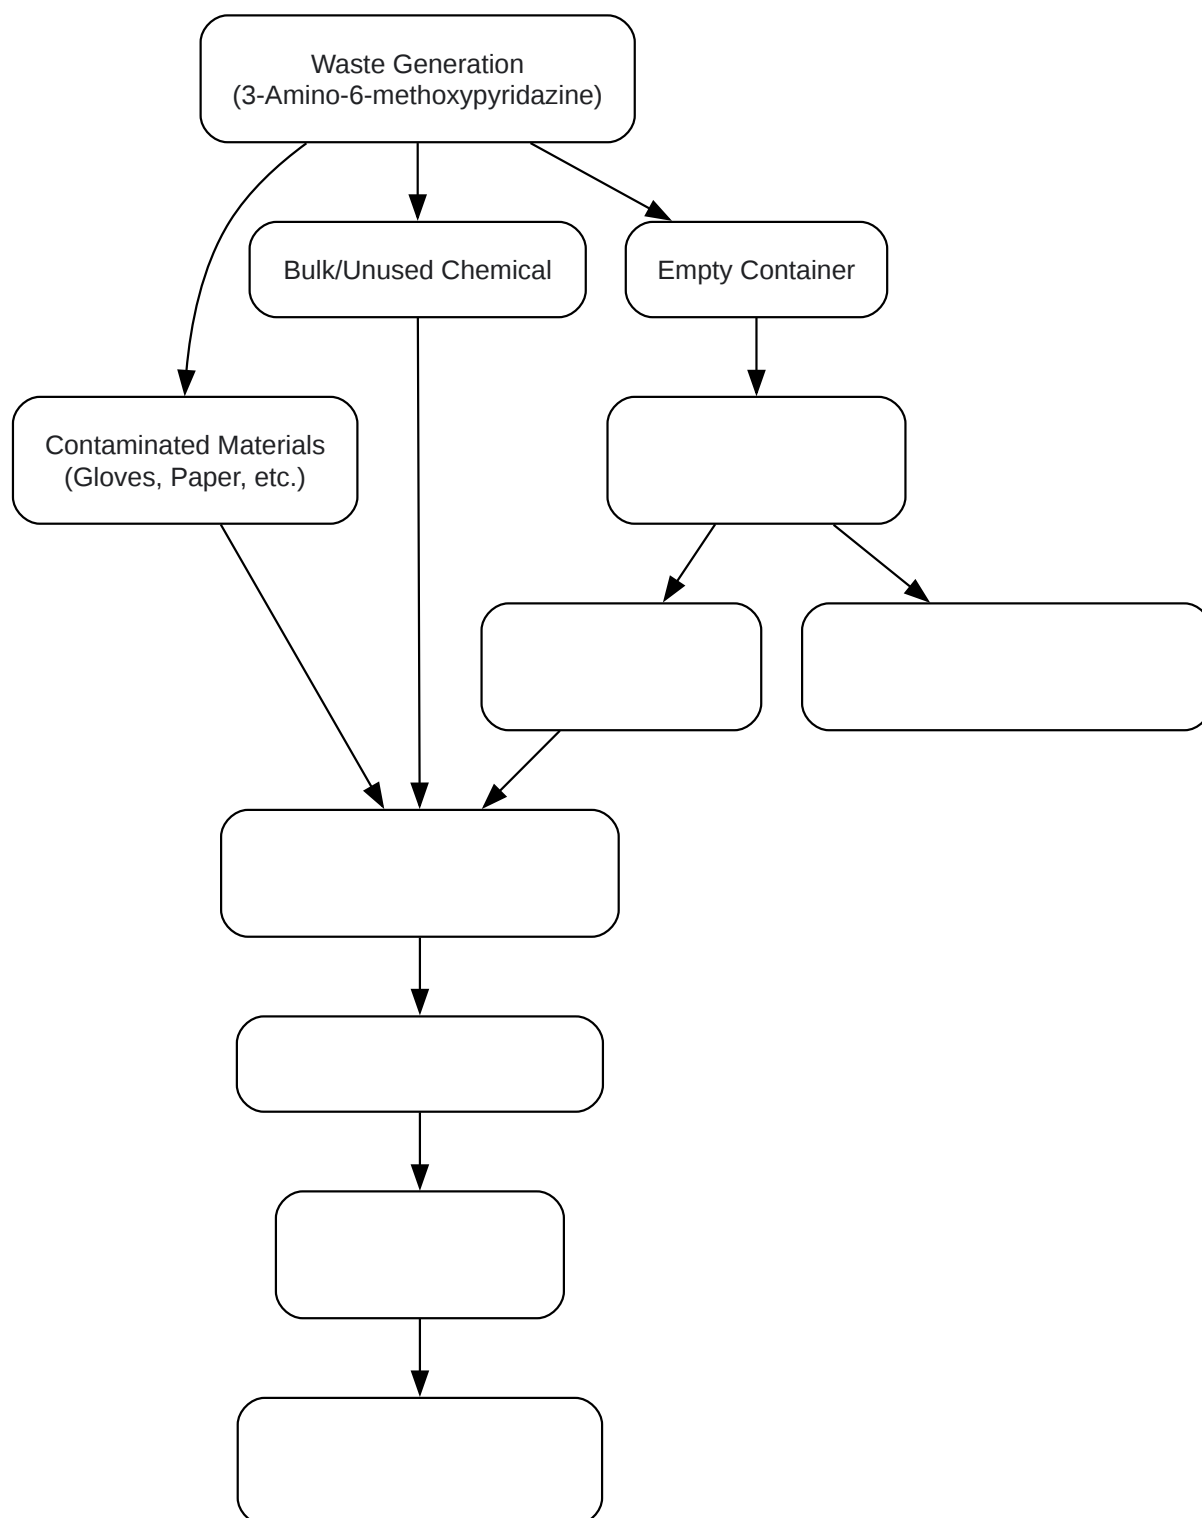 Waste Generation
(3-Amino-6-methoxypyridazine)
Bulk/Unused Chemical
Empty Container
Contaminated Materials
(Gloves, Paper, etc.)